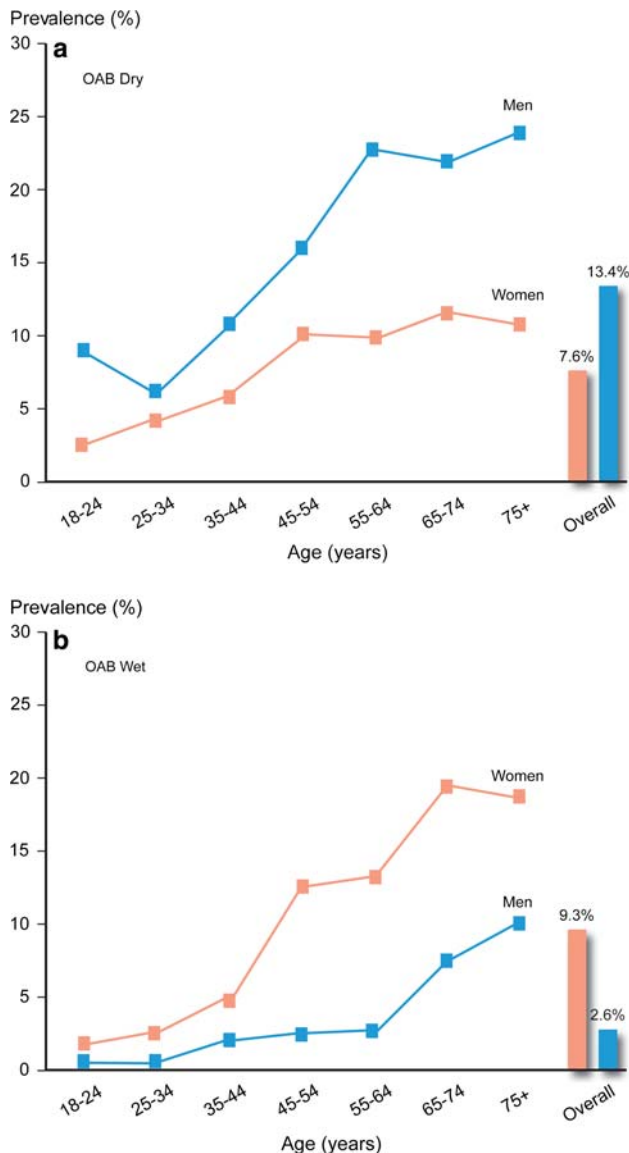 Prevalence (%)
30
a
OAB Dry
Men
25
20
15
13.4%
Women
10
7.6%
5
0
18-24
25-34
35-44
45-54
55-64
65-74
75+
Overall
Age (years)
Prevalence (%)
30
b
OAB Wet
25
20
Women
15
Men
10
9.3%
5
2.6%
0
18-24
25-34
35-44
45-54
55-64
65-74
75+
Overall
Age (years)